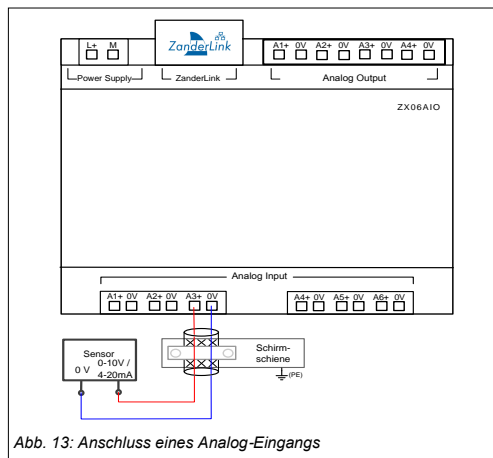 L+ M
ZanderLink
A1+ 0V A2+ 0V A3+ 0V A4+ 0V
Power Supply
ZanderLink
Analog Output
ZX06AIO
Analog Input
A1+ 0V A2+ 0V A3+ 0V
A4+ 0V A5+ 0V A6+ 0V
Sensor
0 V
0-10V /
4-20mA
Schirm-
schiene
(PE)
Abb. 13: Anschluss eines Analog-Eingangs